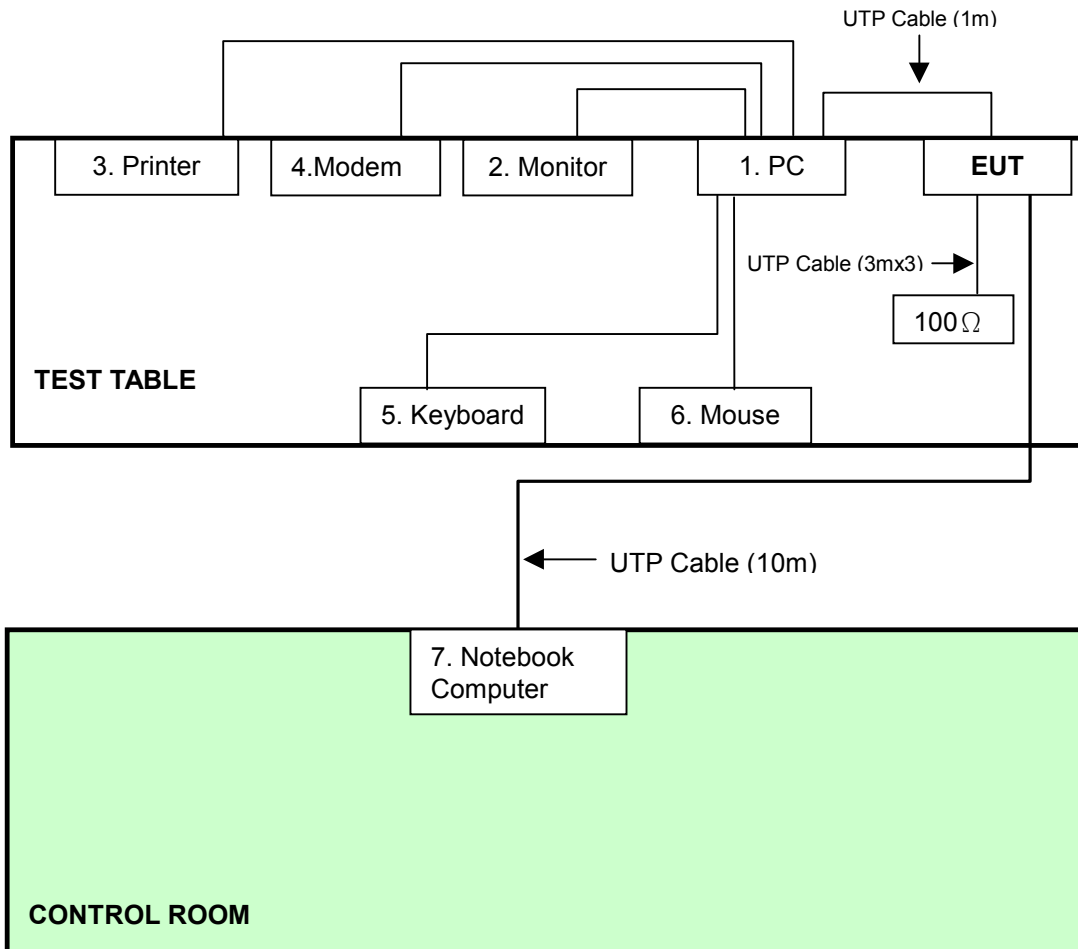 UTP Cable (1m)
3. Printer
4.Modem
2. Monitor
1. PC
EUT
UTP Cable (3mx3)
100Ω
TEST TABLE
5. Keyboard
6. Mouse
UTP Cable (10m)
7. Notebook
Computer
CONTROL ROOM